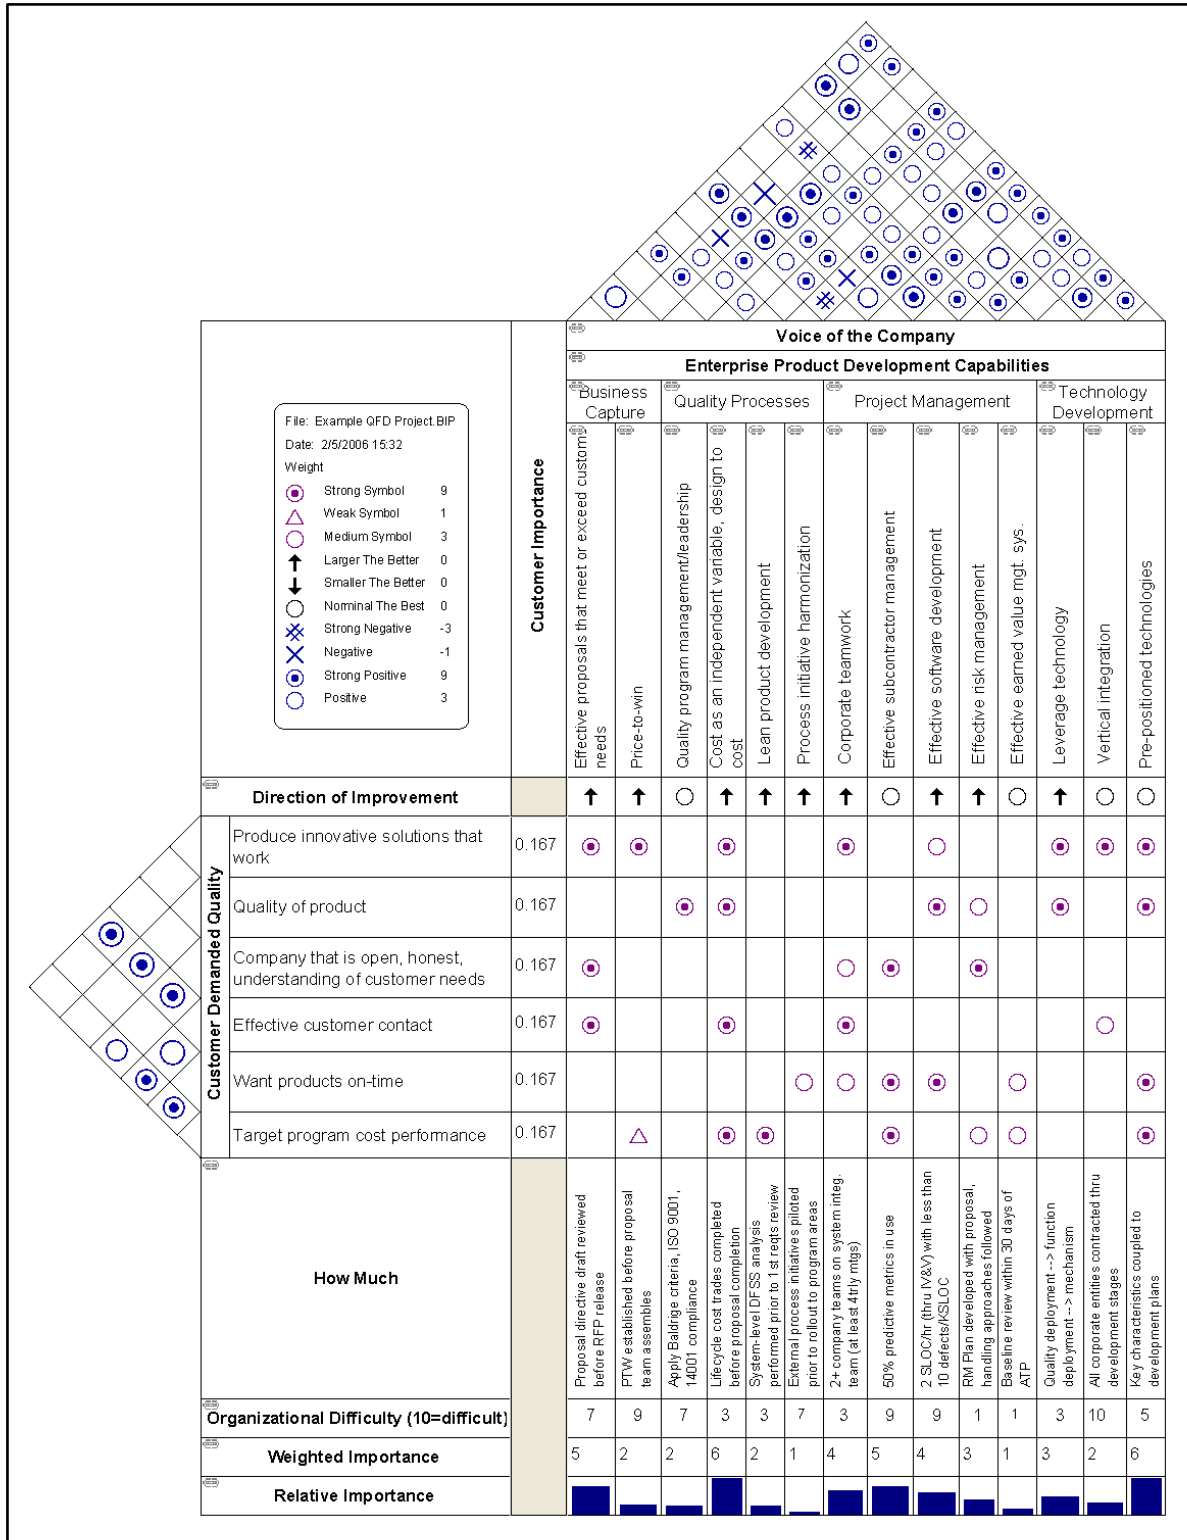 Voice of the Company
Enterprise Product Development Capabilities
Business
Capture
Quality Processes
Project Management
Technology
Development
File: Example QFD Project.BIP
Date: 2/5/2006 15:32
Weight
Strong Symbol 9
Weak Symbol 1
Medium Symbol 3
Larger The Better 0
Smaller The Better 0
Norminal The Best 0
Strong Negative -3
Negative -1
Strong Positive 9
Positive 3
Customer Importance
Effective proposals that meet or exceed custom
needs
Price-to-win
Quality program management/leadership
Cost as an independent variable, design to
cost
Lean product development
Process initiative harmonization
Corporate teamwork
Effective subcontractor management
Effective software development
Effective risk management
Effective earned value mgt. sys.
Leverage technology
Vertical integration
Pre-positioned technologies
Direction of Improvement
Customer Demanded Quality
Produce innovative solutions that
work
0.167
Quality of product
0.167
Company that is open, honest,
understanding of customer needs
0.167
Effective customer contact
0.167
Want products on-time
0.167
Target program cost performance
0.167
How Much
Proposal directive draft reviewed
before RFP release
PTW established before proposal
team assembles
Apply Baldrige criteria, ISO 9001,
14001 compliance
Lifecycle cost trades completed
before proposal completion
System-level DFSS analysis
performed prior to 1st reqts review
External process initiatives piloted
prior to rollout to program areas
2+ company teams on system integ.
team (at least 4 trly mtgs)
50% predictive metrics in use
2 SLOC/hr (thru IV&V) with less than
10 defects/KSLOC
RM Plan developed with proposal,
handling approaches followed
Baseline review within 30 days of
ATP
Quality deployment --> function
deployment --> mechanism
All corporate entities contracted thru
development stages
Key characteristics coupled to
development plans
Organizational Difficulty (10=difficult) 7 9 7 3 3 7 3 9 9 1 1 3 10 5
Weighted Importance 5 2 2 6 2 1 4 5 4 3 1 3 2 6
Relative Importance